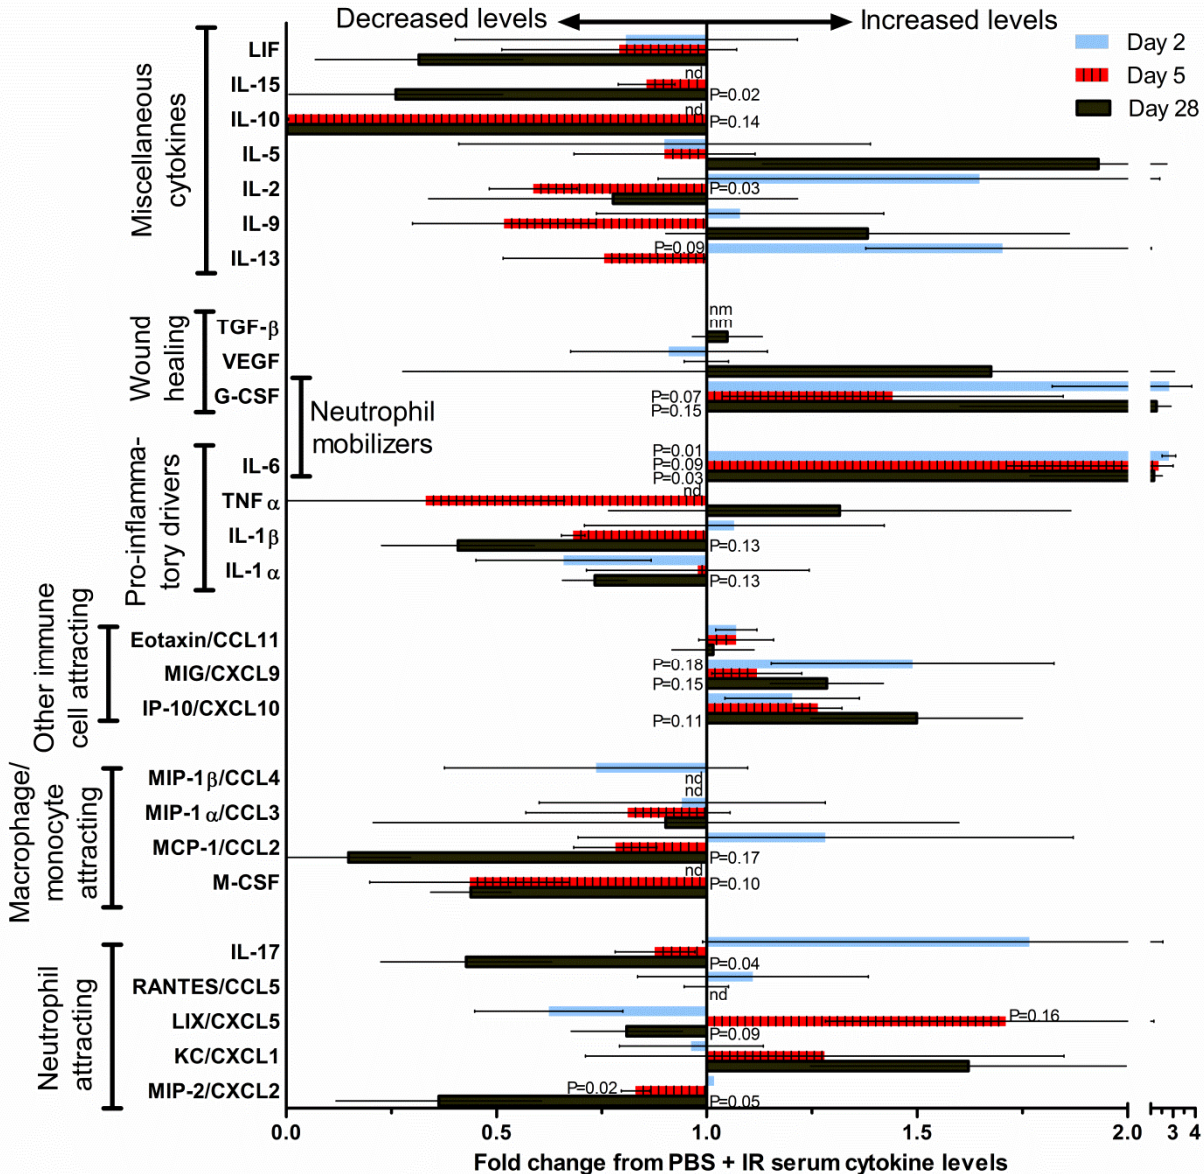 Decreased levels
Increased levels
Day 2
Day 5
Day 28
Miscellaneous
cytokines
LIF
nd
IL-15
P=0.02
nd
IL-10
P=0.14
IL-5
IL-2
P=0.03
IL-9
P=0.09
IL-13
Wound
healing
nm
nm
TGF-β
VEGF
G-CSF
P=0.07
P=0.15
Neutrophil
mobilizers
Pro-inflamma-
tory drivers
P=0.01
IL-6
P=0.09
P=0.03
nd
TNF α
IL-1β
P=0.13
IL-1 α
P=0.13
Other immune
cell attracting
Eotaxin/CCL11
P=0.18
MIG/CXCL9
P=0.15
IP-10/CXCL10
P=0.11
Macrophage/
monocyte
attracting
MIP-1β/CCL4
nd
nd
MIP-1 α/CCL3
MCP-1/CCL2
P=0.17
nd
M-CSF
P=0.10
Neutrophil
attracting
IL-17
P=0.04
RANTES/CCL5
nd
LIX/CXCL5
P=0.16
P=0.09
KC/CXCL1
P=0.02
MIP-2/CXCL2
P=0.05
0.0 0.5 1.0 1.5 2.0 3 4
Fold change from PBS + IR serum cytokine levels